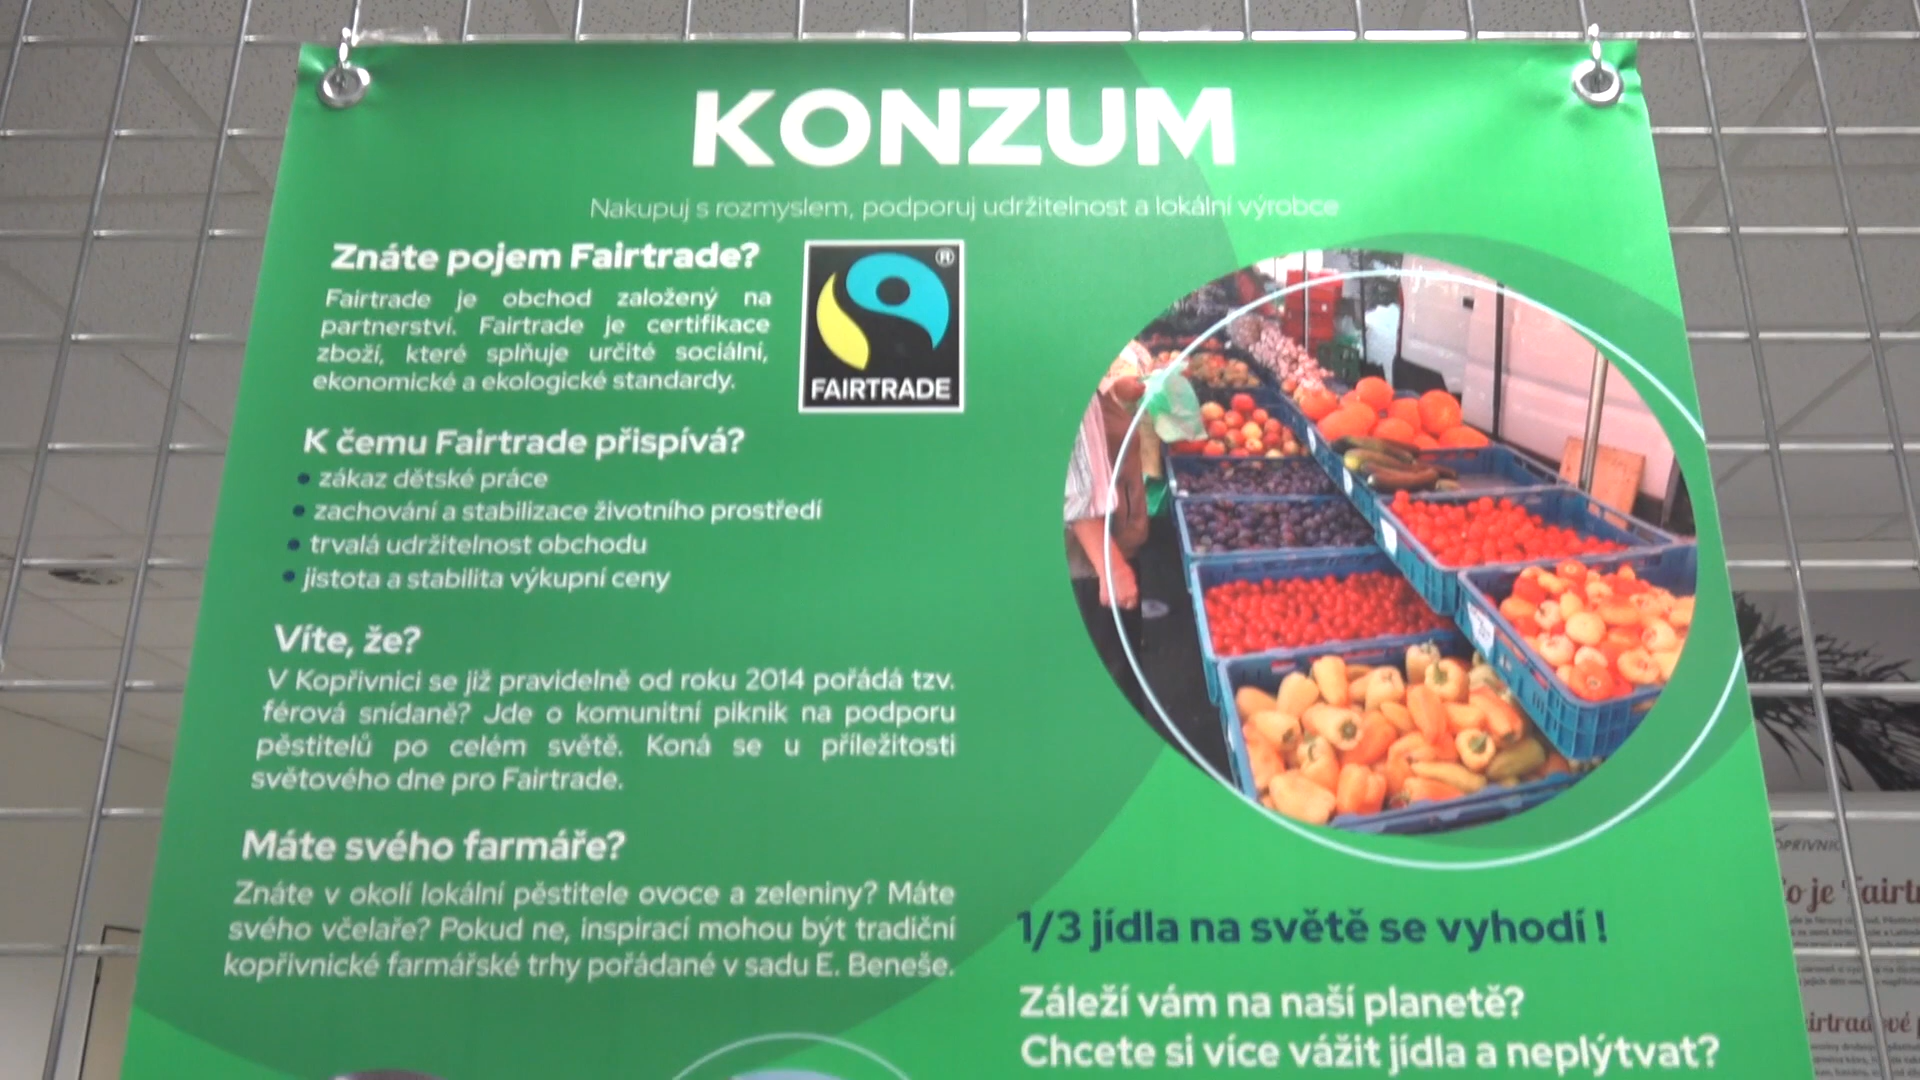 KONZUM
Nakupuj s rozmyslem, podporuj udržitelnost a lokální výrobce
Znáte pojem Fairtrade?
Fairtrade je obchod založený na
partnerství. Fairtrade je certifikace
zboží, které splňuje určité sociální,
ekonomické a ekologické standardy.
®
FAIRTRADE
K čemu Fairtrade přispívá?
• zákaz dětské práce
• zachování a stabilizace životního prostředí
• trvalá udržitelnost obchodu
• jistota a stabilita výkupní ceny
Víte, že?
V Kopřivnici se již pravidelně od roku 2014 pořádá tzv.
férová snídaně? Jde o komunitní piknik na podporu
pěstitelů po celém světě. Koná se u příležitosti
světového dne pro Fairtrade.
Máte svého farmáře?
Znáte v okolí lokální pěstitele ovoce a zeleniny? Máte
svého včelaře? Pokud ne, inspirací mohou být tradiční
kopřivnické farmářské trhy pořádané v sadu E. Beneše.
1/3 jídla na světě se vyhodí !
Záleží vám na naší planetě?
Chcete si více vážit jídla a neplýtvat?